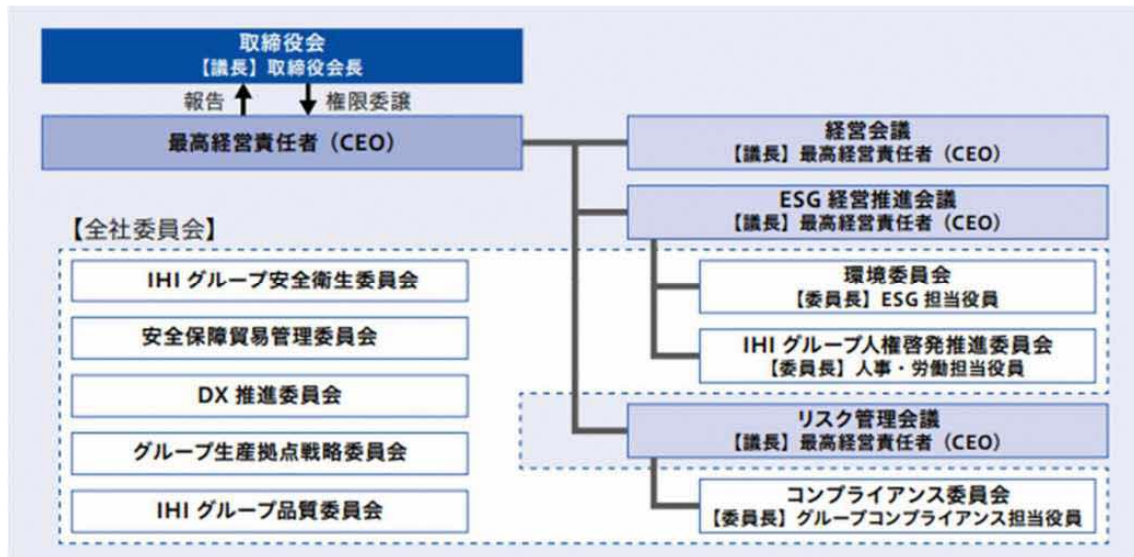 取締役会
【議長】取締役会長
報告
権限委譲
最高経営責任者（CEO）
経営会議
【議長】最高経営責任者（CEO）
ESG 経営推進会議
【議長】最高経営責任者（CEO）
【全社委員会】
IHI グループ安全衛生委員会
安全保障貿易管理委員会
DX 推進委員会
グループ生産拠点戦略委員会
IHI グループ品質委員会
環境委員会
【委員長】ESG 担当役員
IHI グループ人権啓発推進委員会
【委員長】人事・労働担当役員
リスク管理会議
【議長】最高経営責任者（CEO）
コンプライアンス委員会
【委員長】グループコンプライアンス担当役員